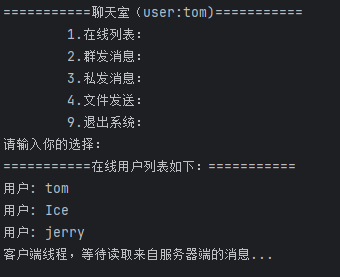 ===========聊天室（user:tom)===========
1.在线列表:
2.群发消息:
3.私发消息:
4.文件发送:
9.退出系统:
请输入你的选择:
===========在线用户列表如下: ===========
用户: tom
用户: Ice
用户: jerry
客户端线程，等待读取来自服务器端的消息...